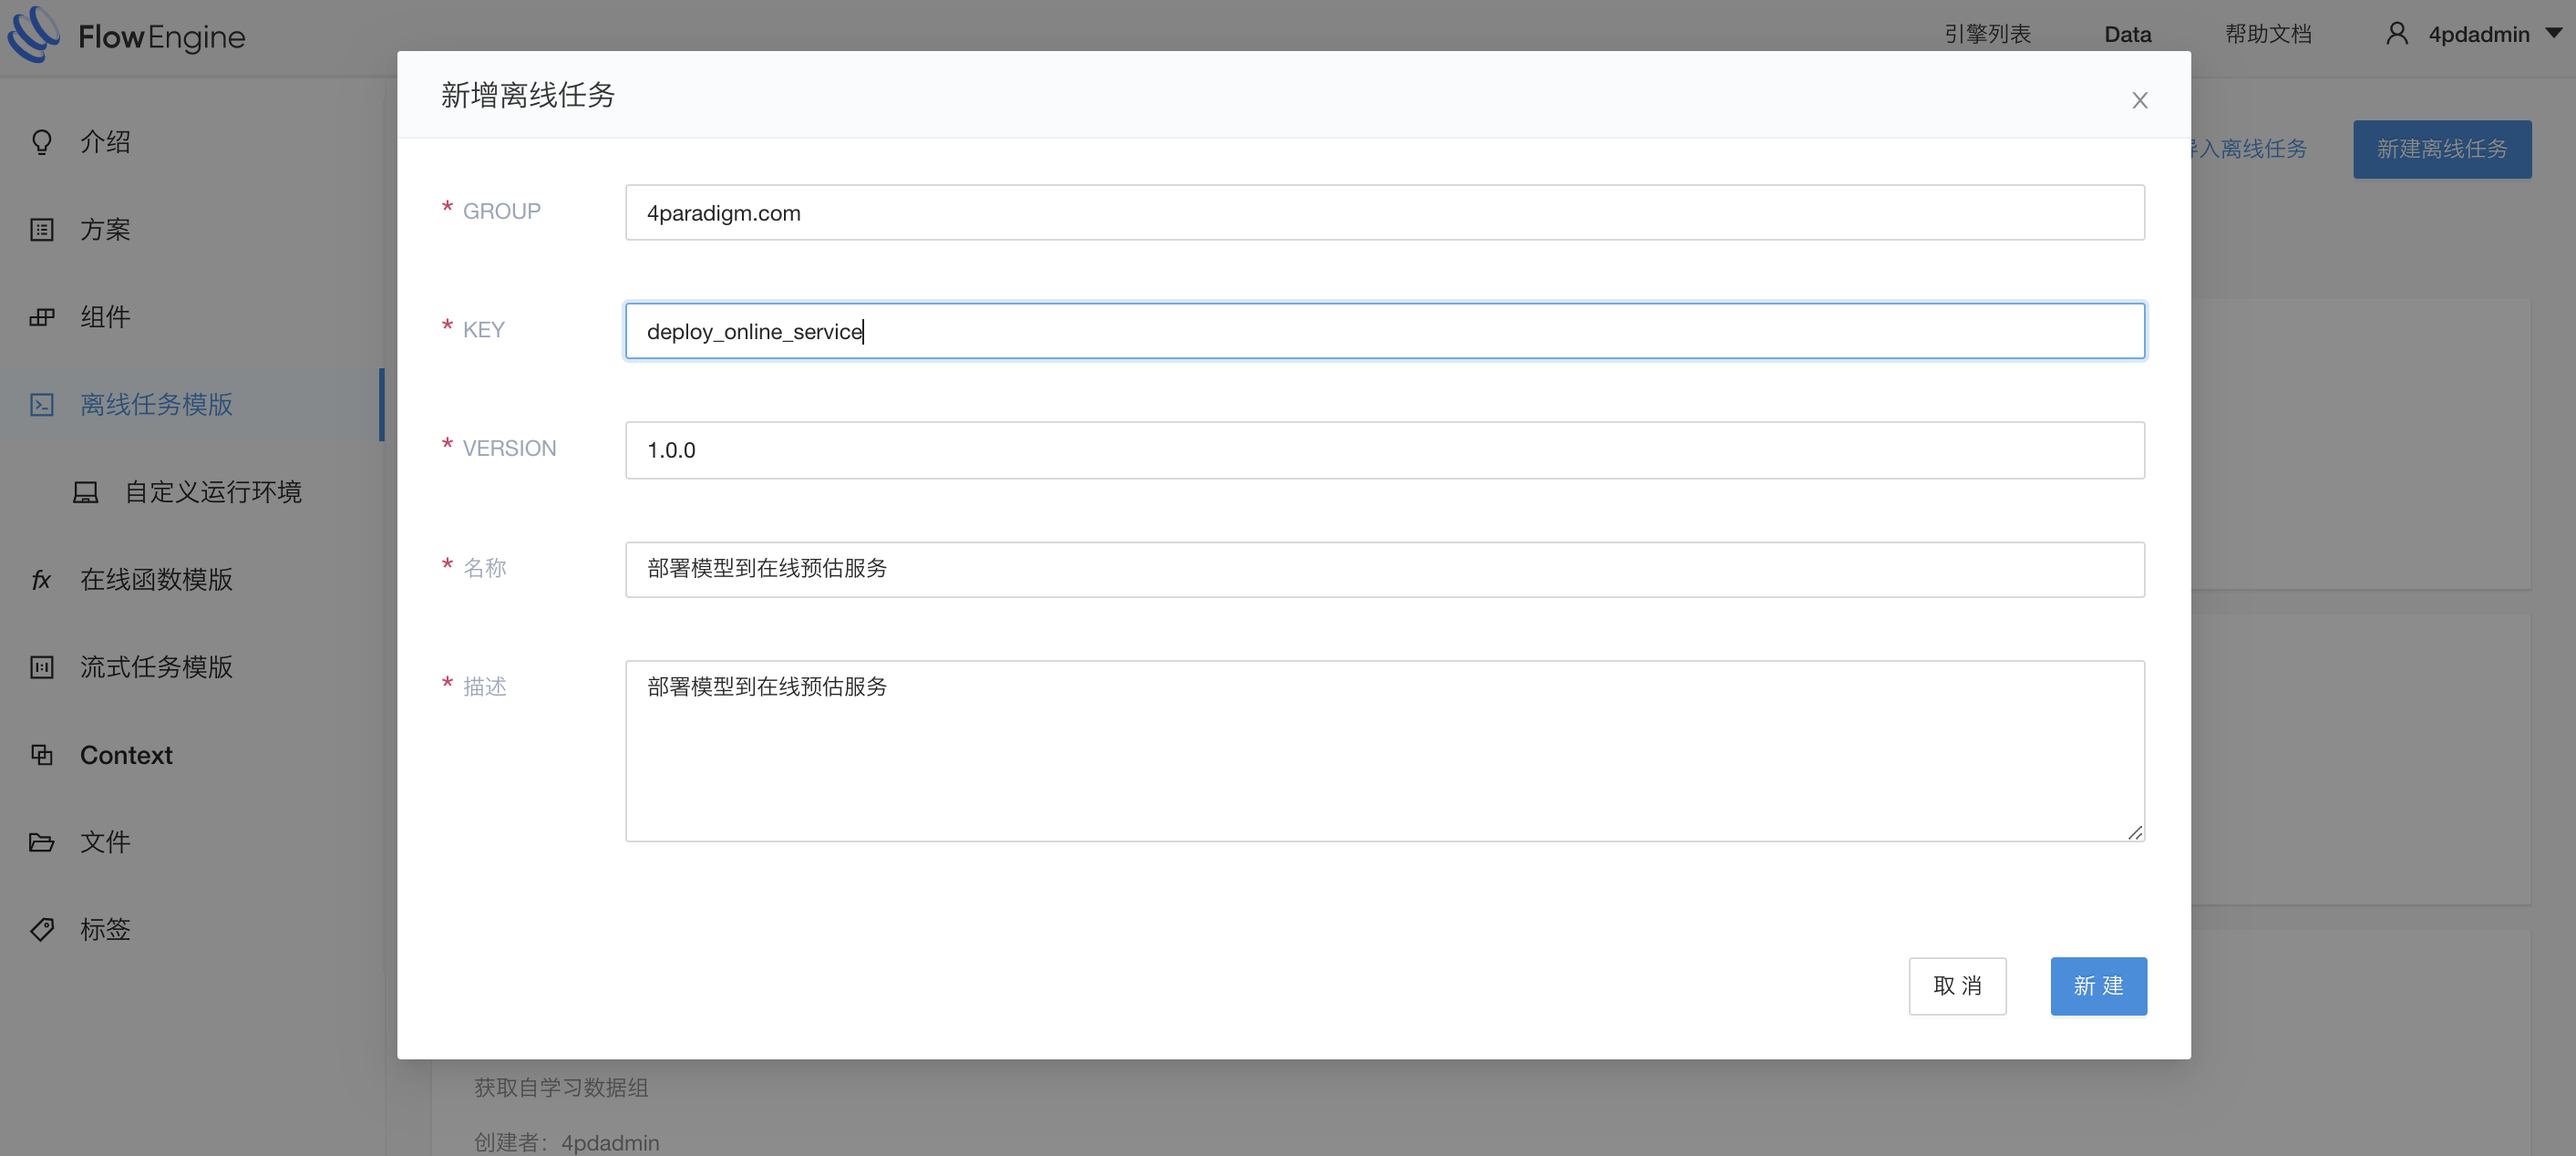 FlowEngine
引擎列表
Data
帮助文档
4pdadmin
介绍
方案
组件
离线任务模版
自定义运行环境
在线函数模版
流式任务模版
Context
文件
标签
入离线任务
新建离线任务
新增离线任务
* GROUP
4paradigm.com
* KEY
deploy_online_service
* VERSION
1.0.0
* 名称
部署模型到在线预估服务
* 描述
部署模型到在线预估服务
取 消
新 建
获取自学习数据组
创建者：4pdadmin